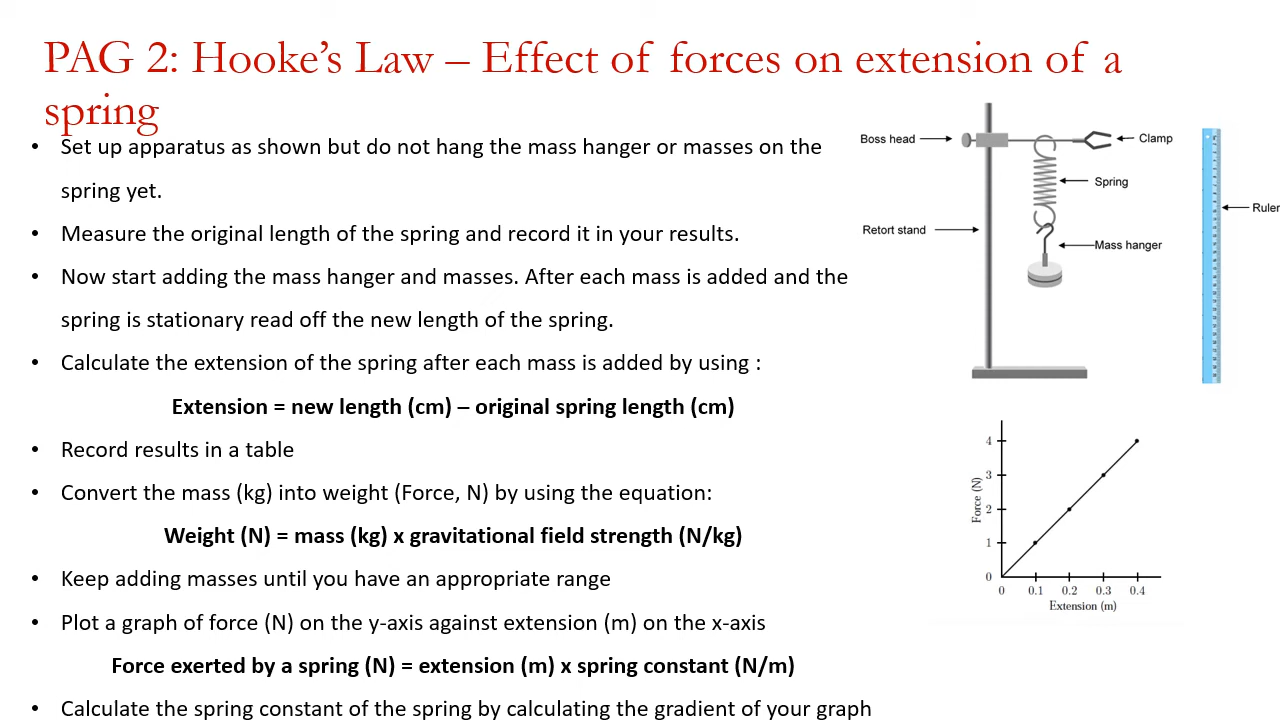 PAG 2: Hooke’s Law – Effect of forces on extension of a
spring
• Set up apparatus as shown but do not hang the mass hanger or masses on the
spring yet.
• Measure the original length of the spring and record it in your results.
• Now start adding the mass hanger and masses. After each mass is added and the
spring is stationary read off the new length of the spring.
• Calculate the extension of the spring after each mass is added by using :
Extension = new length (cm) – original spring length (cm)
• Record results in a table
• Convert the mass (kg) into weight (Force, N) by using the equation:
Weight (N) = mass (kg) x gravitational field strength (N/kg)
• Keep adding masses until you have an appropriate range
• Plot a graph of force (N) on the y-axis against extension (m) on the x-axis
Force exerted by a spring (N) = extension (m) x spring constant (N/m)
• Calculate the spring constant of the spring by calculating the gradient of your graph
Boss head
Clamp
Spring
Ruler
Retort stand
Mass hanger
4
3
2
1
0
Force (N)
0 0.1 0.2 0.3 0.4
Extension (m)